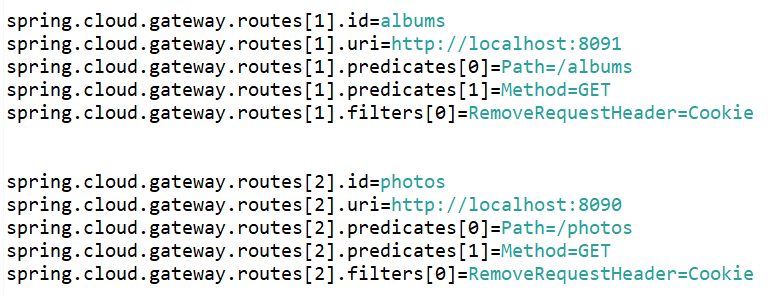 spring.cloud.gateway.routes[1].id=albums
spring.cloud.gateway.routes[1].uri=http://localhost:8091
spring.cloud.gateway.routes[1].predicates[0]=Path=/albums
spring.cloud.gateway.routes[1].predicates[1]=Method=GET
spring.cloud.gateway.routes[1].filters[0]=RemoveRequestHeader=Cookie
spring.cloud.gateway.routes[2].id=photos
spring.cloud.gateway.routes[2].uri=http://localhost:8090
spring.cloud.gateway.routes[2].predicates[0]=Path=/photos
spring.cloud.gateway.routes[2].predicates[1]=Method=GET
spring.cloud.gateway.routes[2].filters[0]=RemoveRequestHeader=Cookie